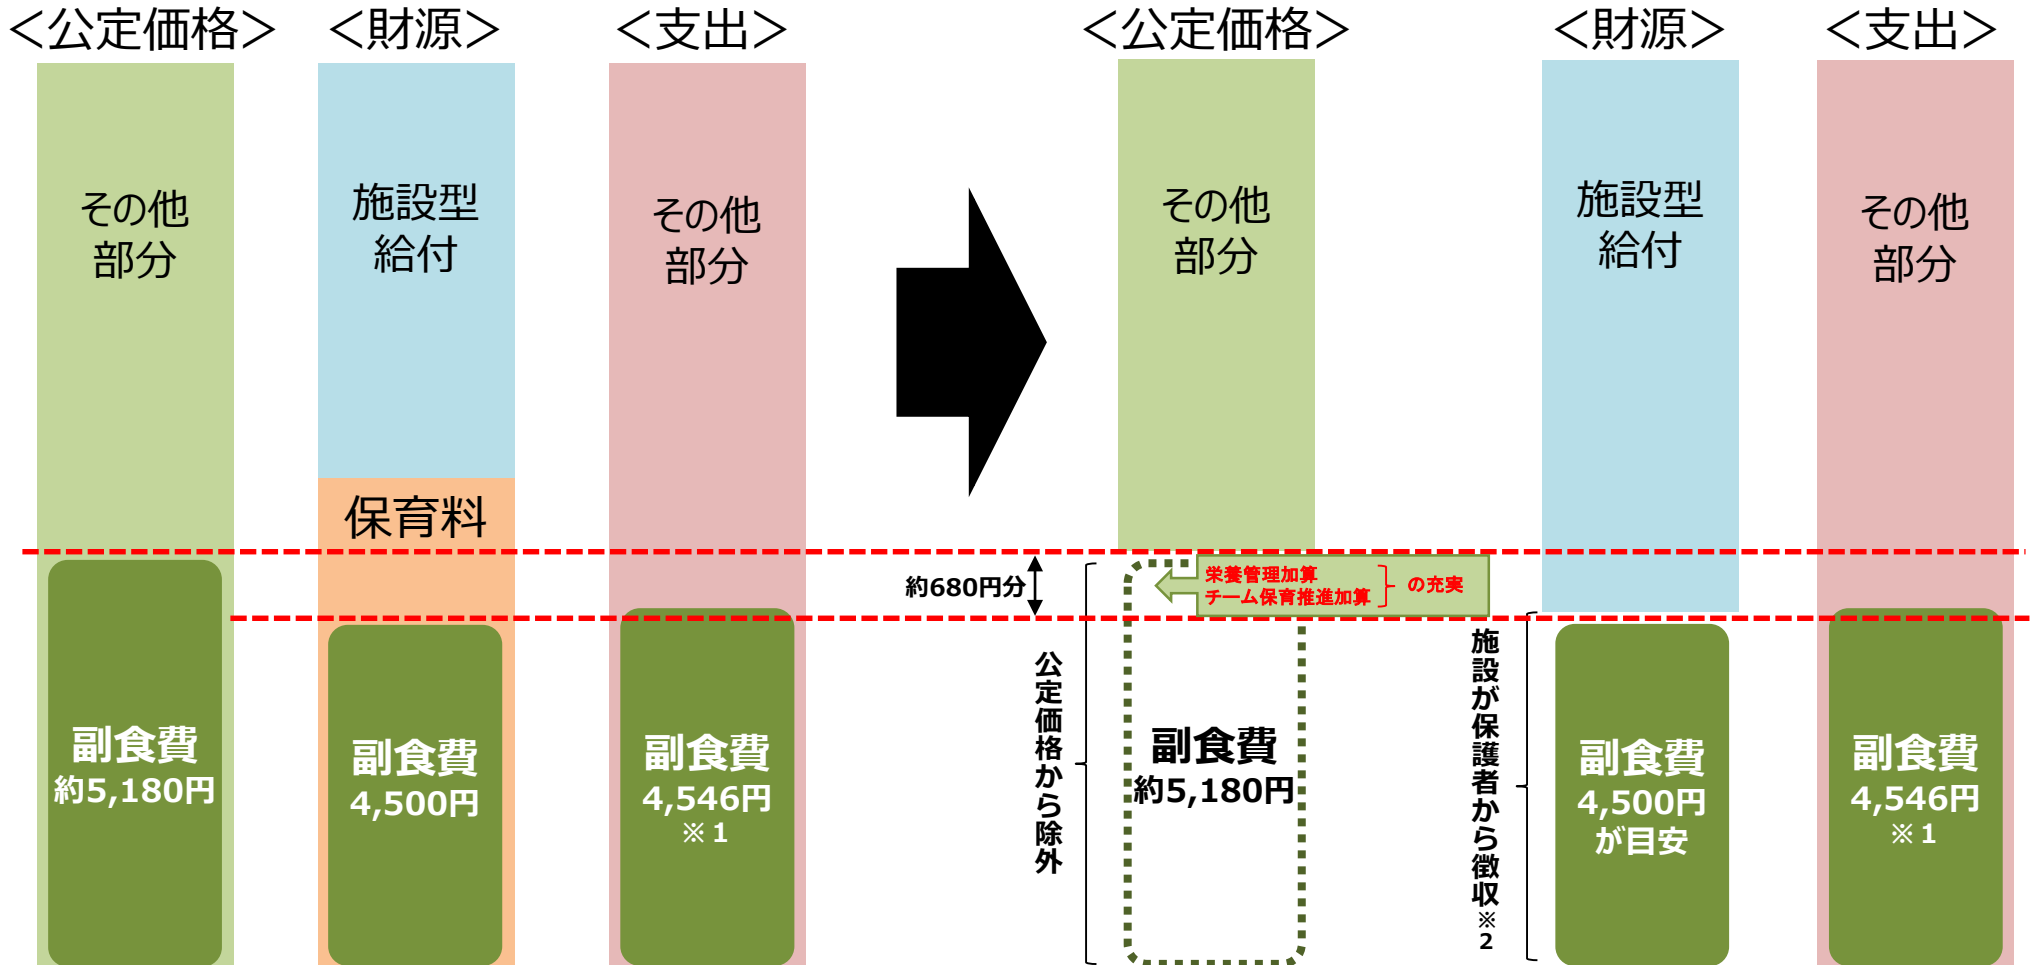 ＜公定価格＞
＜財源＞
＜支出＞
その他
部分
施設型
給付
その他
部分
保育料
副食費
約5,180円
副食費
4,500円
副食費
4,546円
※１
＜公定価格＞
＜財源＞
＜支出＞
その他
部分
施設型
給付
その他
部分
約680円分
栄養管理加算
チーム保育推進加算
の充実
公定価格から除外
副食費
約5,180円
施設が保護者から徴収※2
副食費
4,500円
が目安
副食費
4,546円
※１